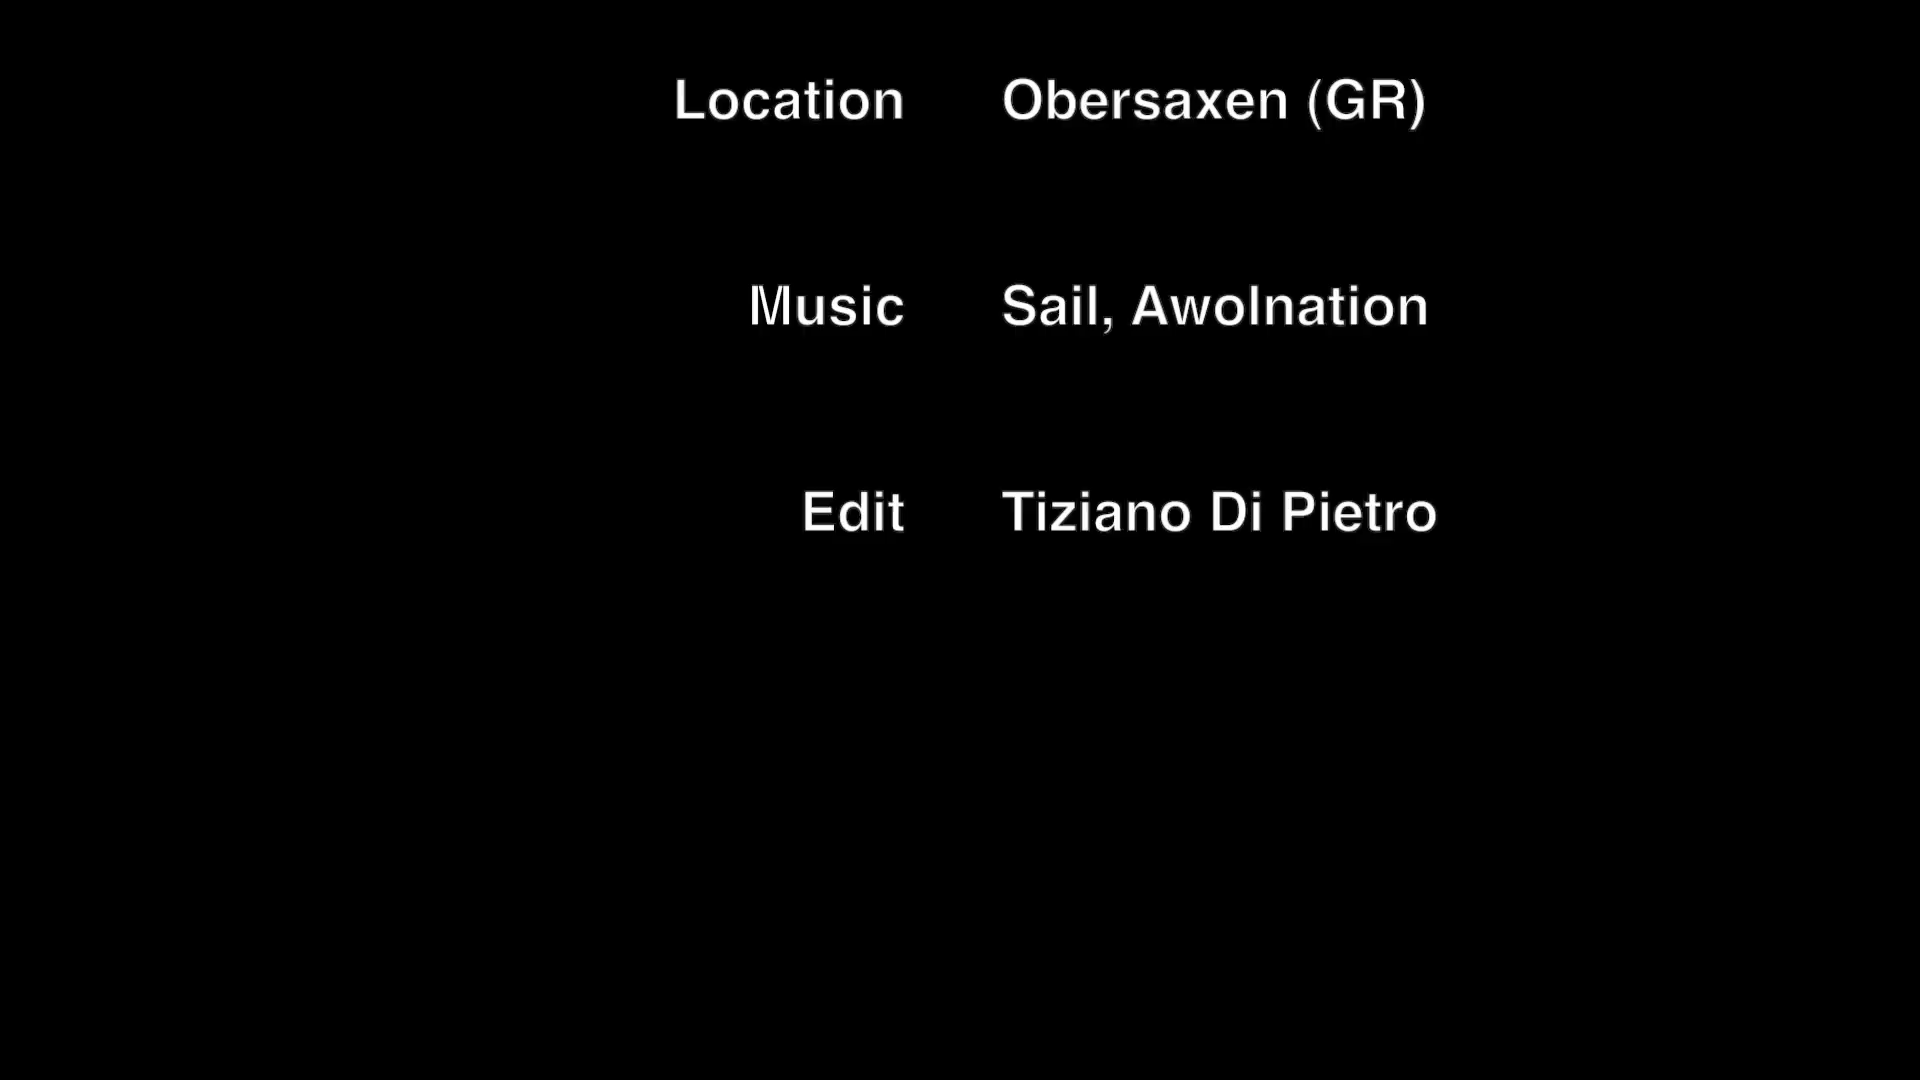 Location Obersaxen (GR)
Music Sail, Awolnation
Edit Tiziano Di Pietro